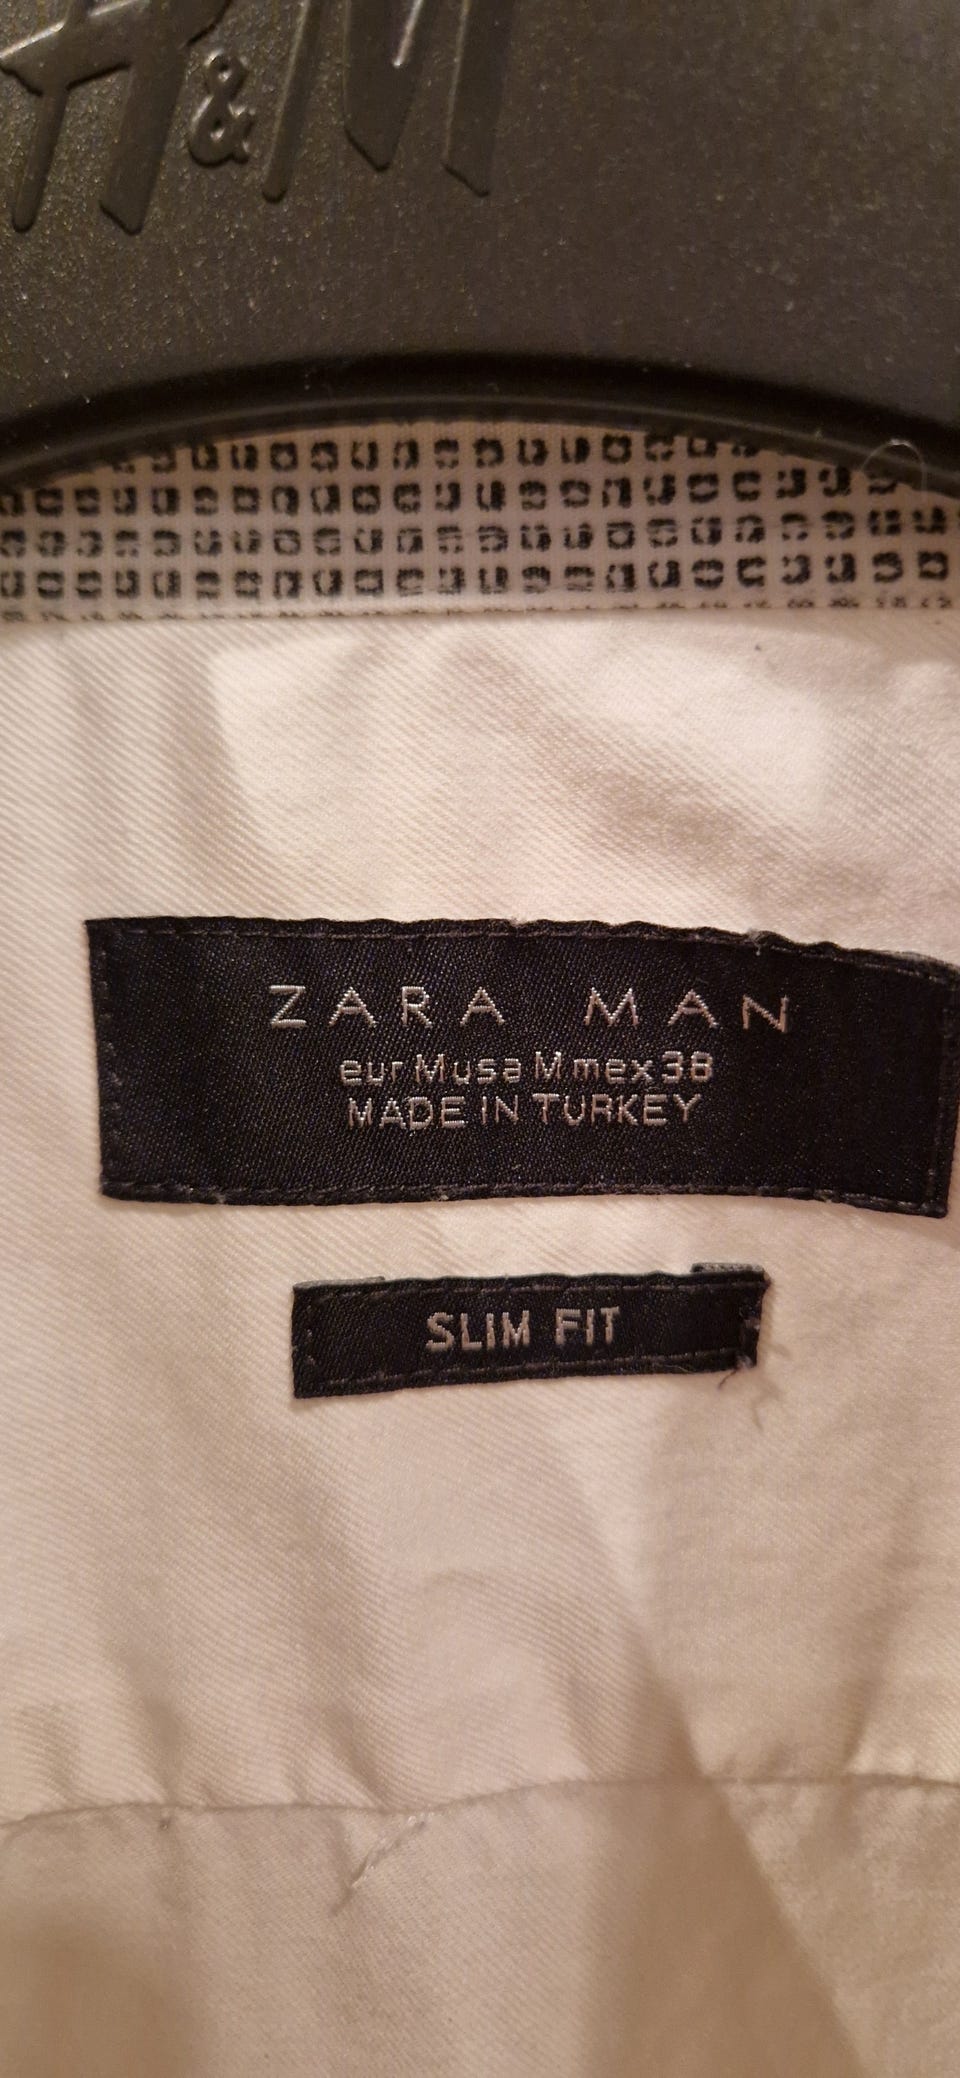 H&M
ZARA MAN
eur M usa M mex 38
MADE IN TURKEY
SLIM FIT